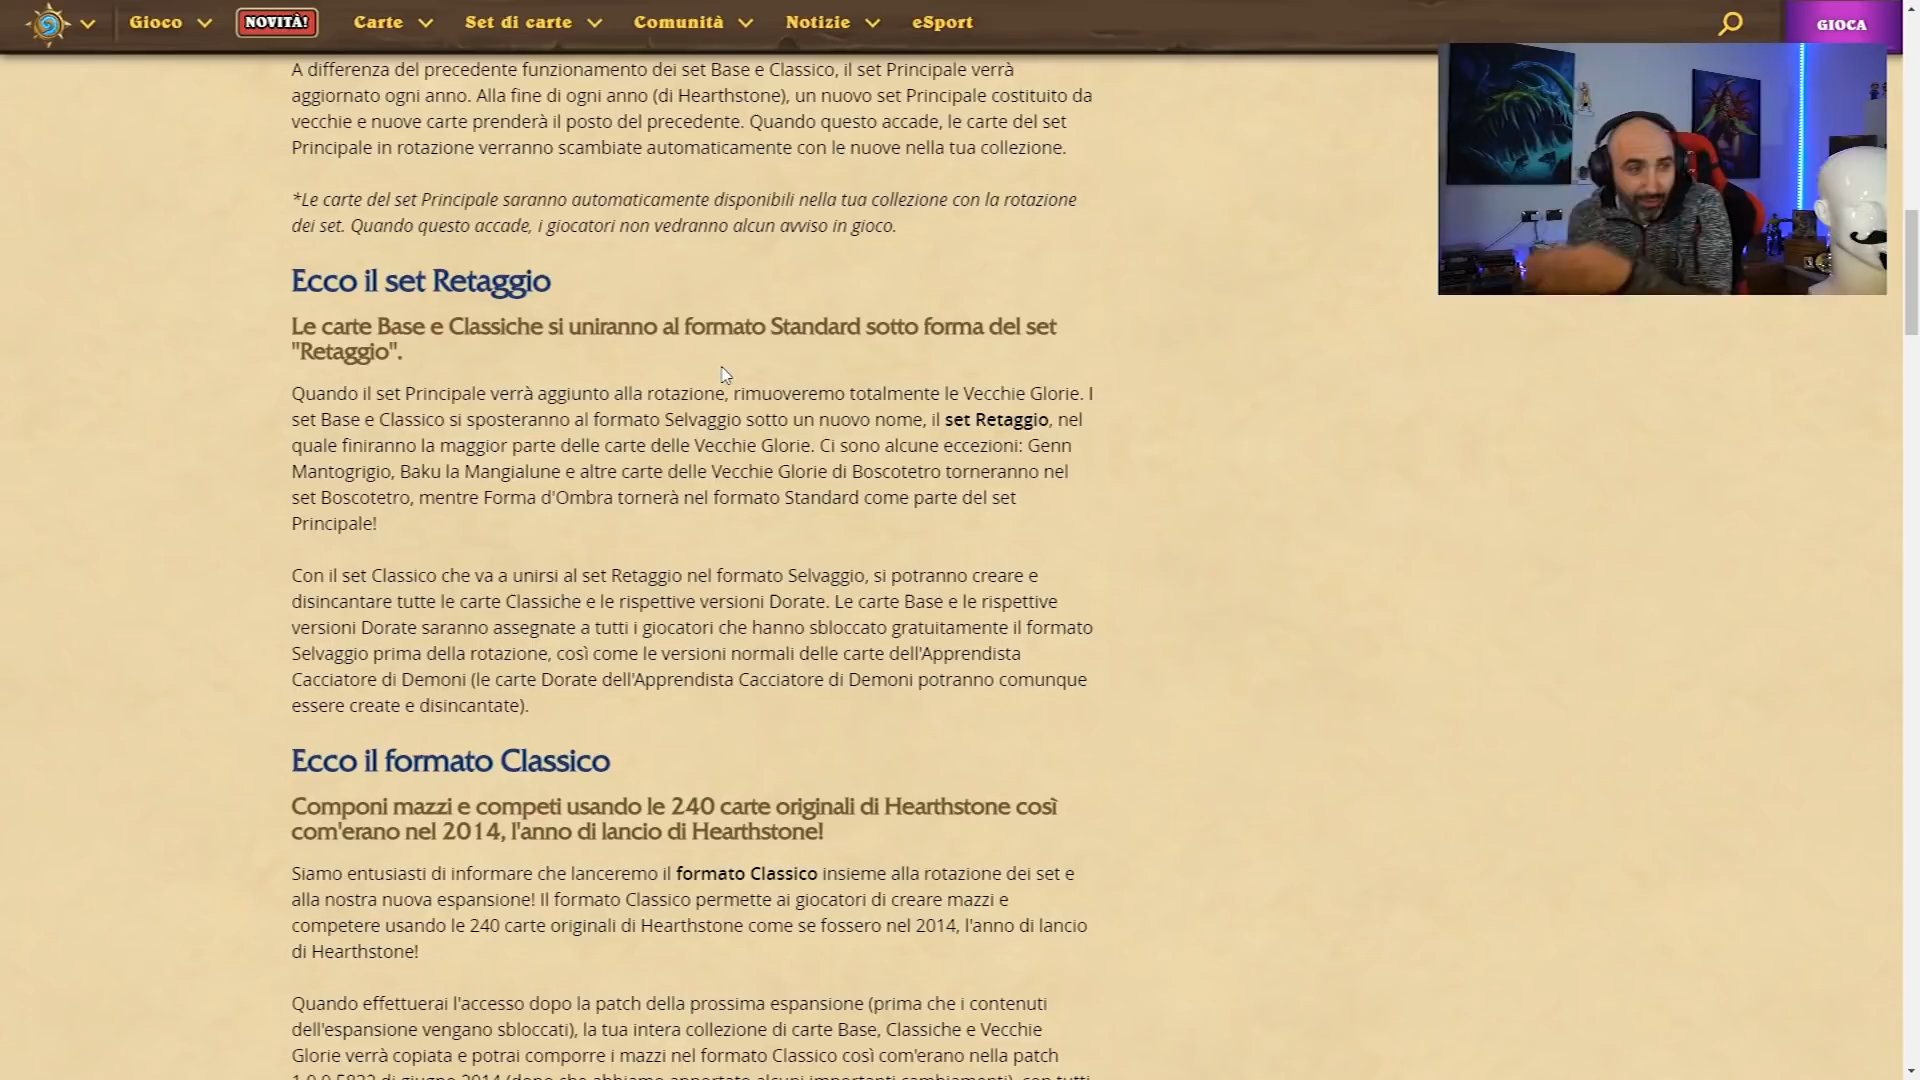 Gioco
NOVITÀ!
Carte
Set di carte
Comunità
Notizie
eSport
GIOCA
A differenza del precedente funzionamento dei set Base e Classico, il set Principale verrà
aggiornato ogni anno. Alla fine di ogni anno (di Hearthstone), un nuovo set Principale costituito da
vecchie e nuove carte prenderà il posto del precedente. Quando questo accade, le carte del set
Principale in rotazione verranno scambiate automaticamente con le nuove nella tua collezione.
*Le carte del set Principale saranno automaticamente disponibili nella tua collezione con la rotazione
dei set. Quando questo accade, i giocatori non vedranno alcun avviso in gioco.
Ecco il set Retaggio
Le carte Base e Classiche si uniranno al formato Standard sotto forma del set
"Retaggio".
Quando il set Principale verrà aggiunto alla rotazione, rimuoveremo totalmente le Vecchie Glorie. I
set Base e Classico si sposteranno al formato Selvaggio sotto un nuovo nome, il set Retaggio, nel
quale finiranno la maggior parte delle carte delle Vecchie Glorie. Ci sono alcune eccezioni: Genn
Mantogrigio, Baku la Mangialune e altre carte delle Vecchie Glorie di Boscotetro torneranno nel
set Boscotetro, mentre Forma d'Ombra tornerà nel formato Standard come parte del set
Principale!
Con il set Classico che va a unirsi al set Retaggio nel formato Selvaggio, si potranno creare e
disincantare tutte le carte Classiche e le rispettive versioni Dorate. Le carte Base e le rispettive
versioni Dorate saranno assegnate a tutti i giocatori che hanno sbloccato gratuitamente il formato
Selvaggio prima della rotazione, così come le versioni normali delle carte dell'Apprendista
Cacciatore di Demoni (le carte Dorate dell'Apprendista Cacciatore di Demoni potranno comunque
essere create e disincantate).
Ecco il formato Classico
Componi mazzi e competi usando le 240 carte originali di Hearthstone così
com'erano nel 2014, l'anno di lancio di Hearthstone!
Siamo entusiasti di informare che lanceremo il formato Classico insieme alla rotazione dei set e
alla nostra nuova espansione! Il formato Classico permette ai giocatori di creare mazzi e
competere usando le 240 carte originali di Hearthstone come se fossero nel 2014, l'anno di lancio
di Hearthstone!
Quando effettuerai l'accesso dopo la patch della prossima espansione (prima che i contenuti
dell'espansione vengano sbloccati), la tua intera collezione di carte Base, Classiche e Vecchie
Glorie verrà copiata e potrai comporre i mazzi nel formato Classico così com'erano nella patch
1.0.0.5832 di giugno 2014 (dopo che abbiamo apportato alcuni importanti cambiamenti), con tutti